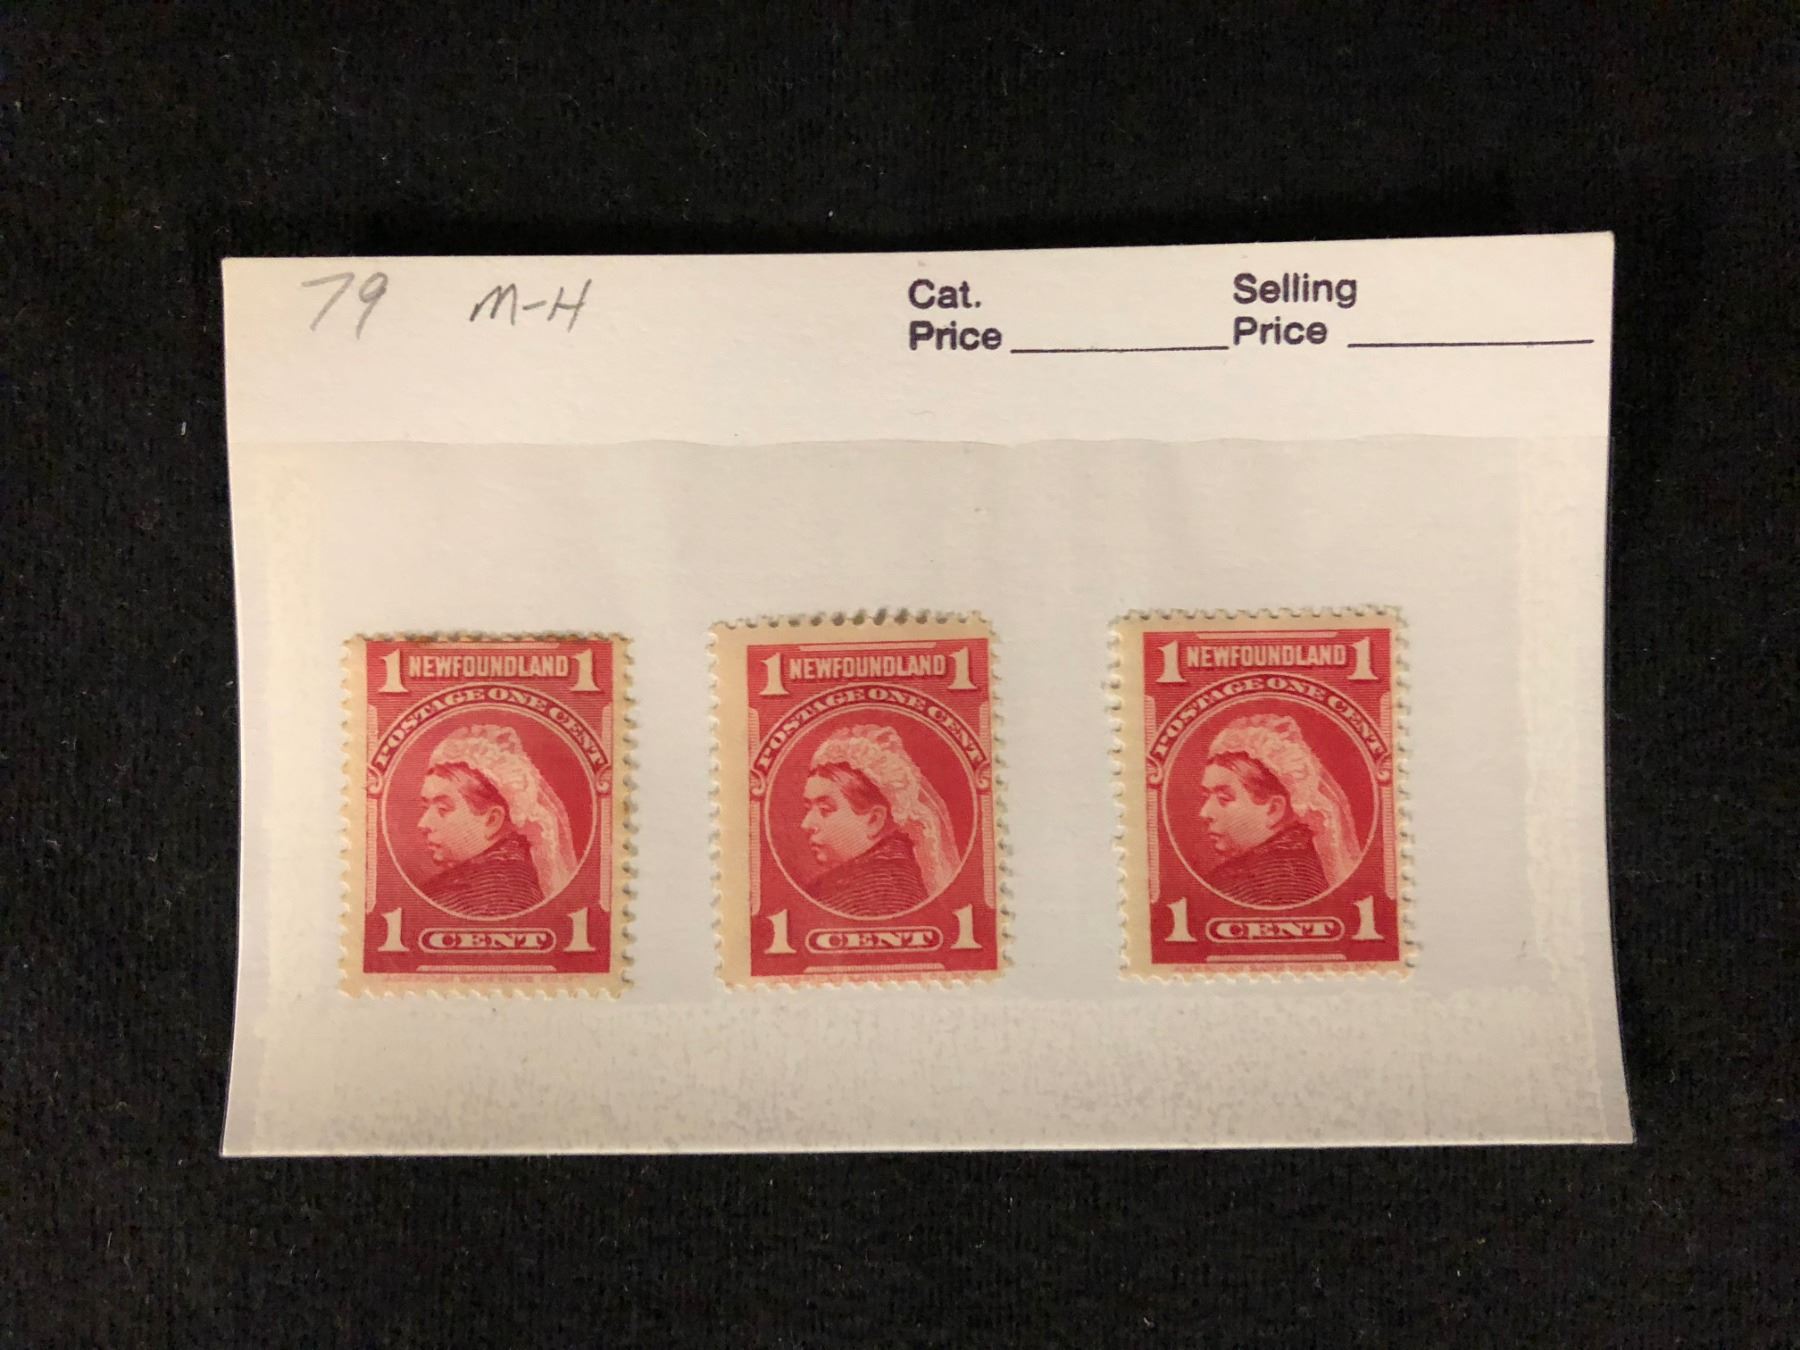 79 M-H
Cat. Price
Selling Price
1 NEWFOUNDLAND 1
POSTAGE ONE CENT
1 CENT 1
1 NEWFOUNDLAND 1
POSTAGE ONE CENT
1 CENT 1
1 NEWFOUNDLAND 1
POSTAGE ONE CENT
1 CENT 1